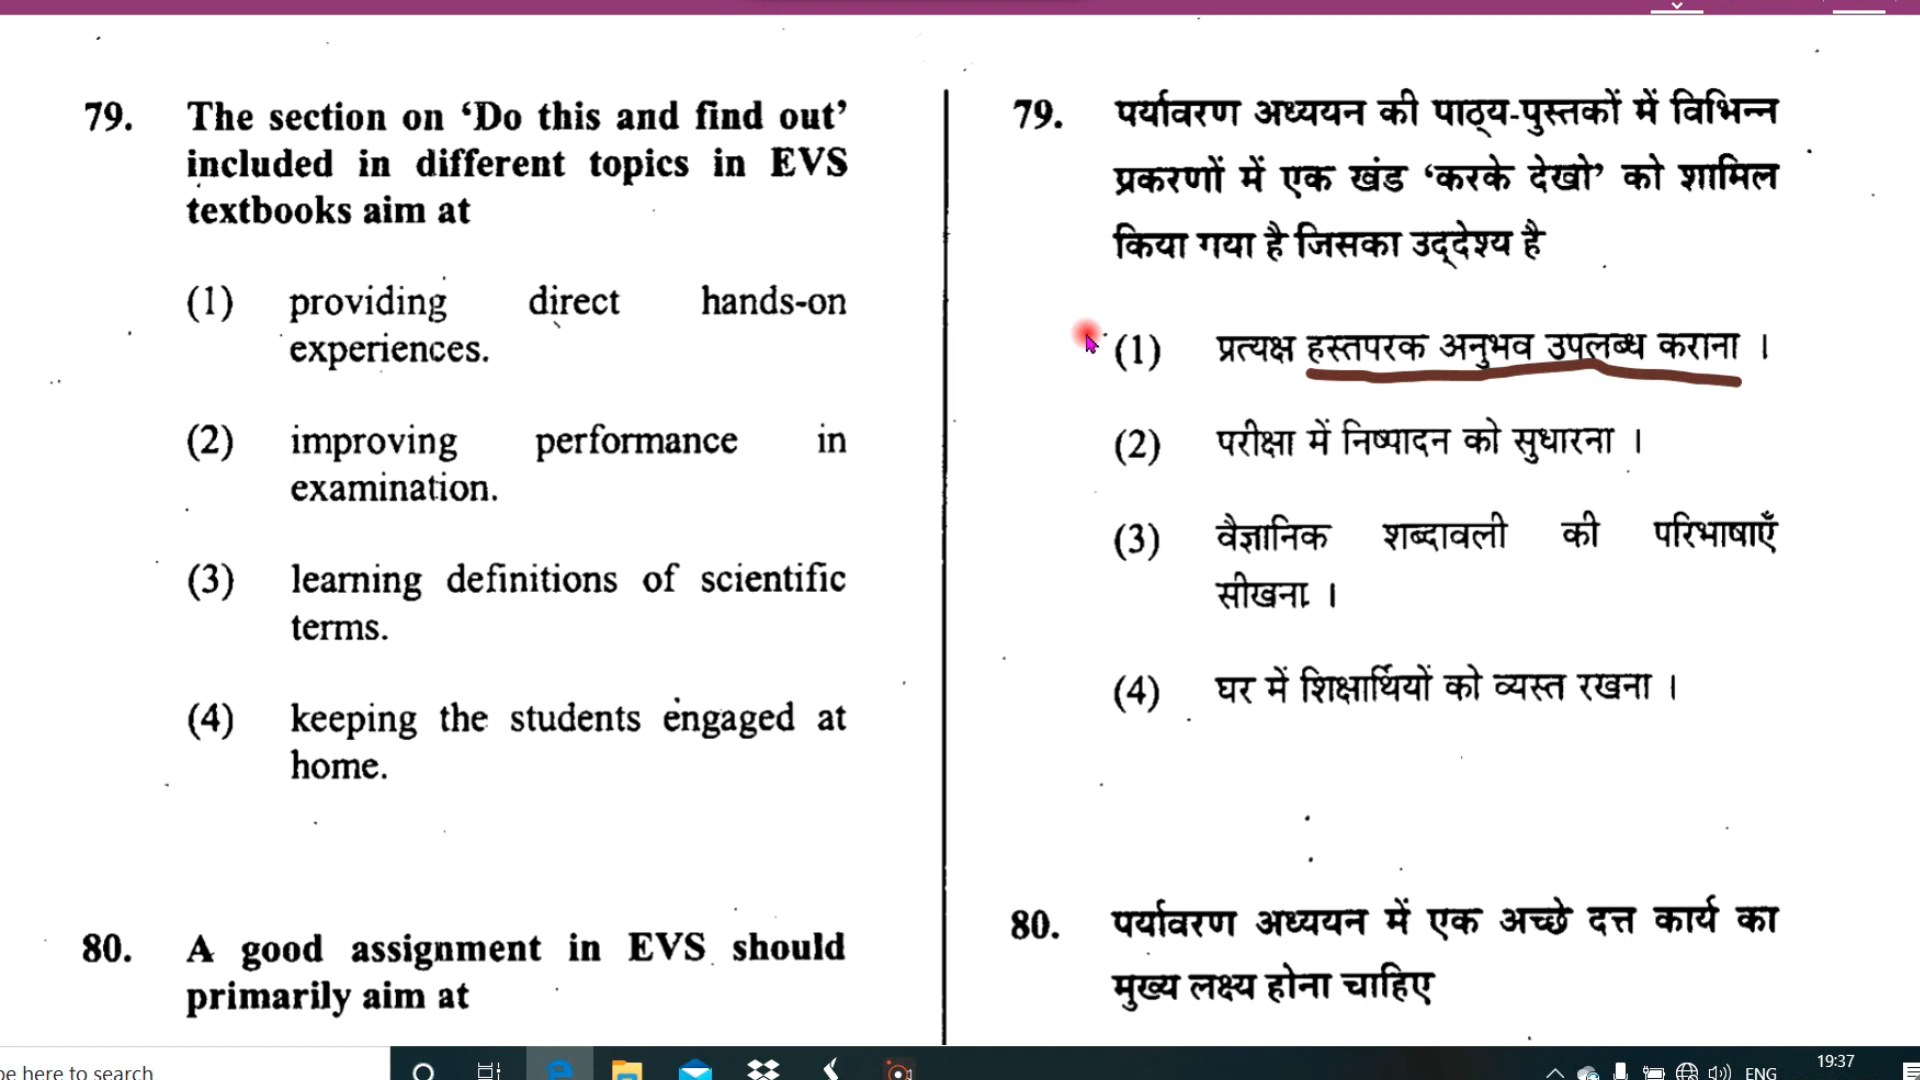 79. The section on ‘Do this and find out’
included in different topics in EVS
textbooks aim at
(1) providing direct hands-on
experiences.
(2) improving performance in
examination.
(3) learning definitions of scientific
terms.
(4) keeping the students engaged at
home.
80. A good assignment in EVS should
primarily aim at
79. पर्यावरण अध्ययन की पाठ्य-पुस्तकों में विभिन्न
प्रकरणों में एक खंड ‘करके देखो’ को शामिल
किया गया है जिसका उद्देश्य है
(1) प्रत्यक्ष हस्तपरक अनुभव उपलब्ध कराना ।
(2) परीक्षा में निष्पादन को सुधारना ।
(3) वैज्ञानिक शब्दावली की परिभाषाएँ
सीखना ।
(4) घर में शिक्षार्थियों को व्यस्त रखना ।
80. पर्यावरण अध्ययन में एक अच्छे दत्त कार्य का
मुख्य लक्ष्य होना चाहिए
pe here to search
ENG
19:37